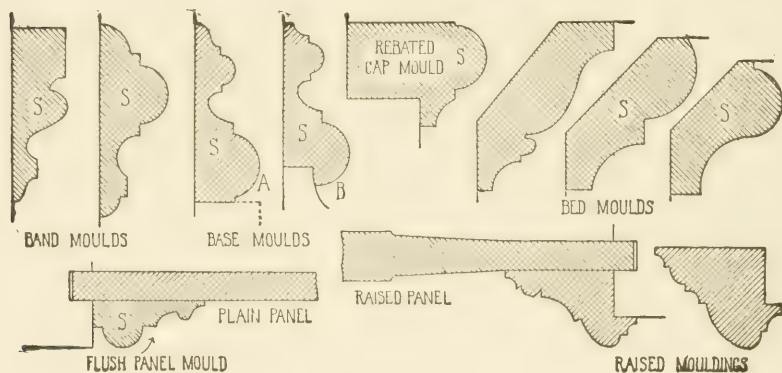 S
S
S
S
S
A
B
REBATED
CAP MOULD
S
S
S
BAND MOULDS
BASE MOULDS
BED MOULDS
S
PLAIN PANEL
FLUSH PANEL MOULD
RAISED PANEL
RAISED MOULDINGS